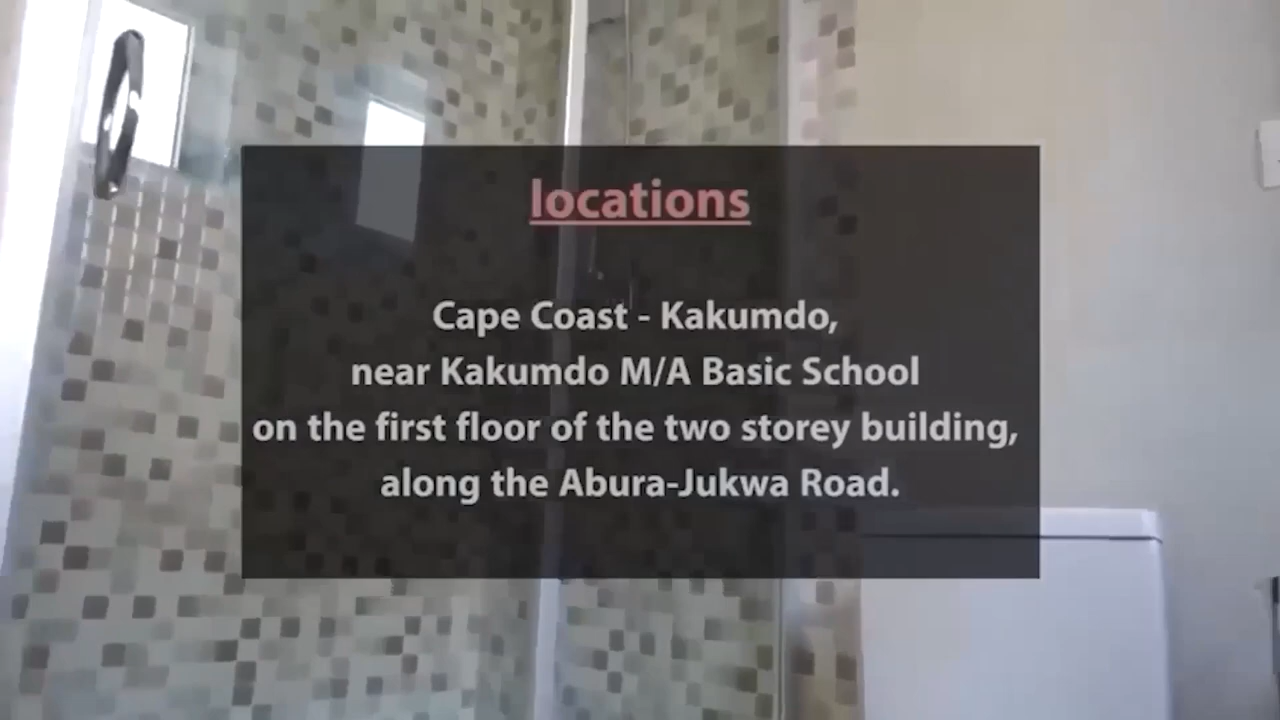 locations
Cape Coast - Kakumdo,
near Kakumdo M/A Basic School
on the first floor of the two storey building,
along the Abura-Jukwa Road.